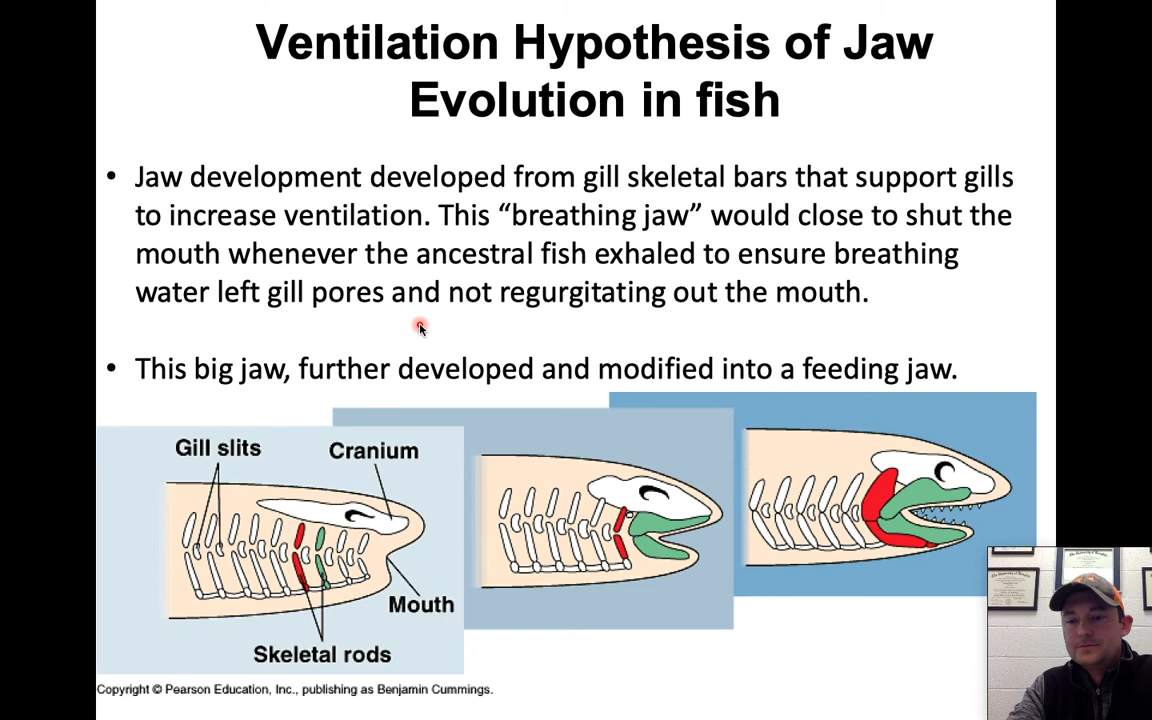 Ventilation Hypothesis of Jaw
Evolution in fish
• Jaw development developed from gill skeletal bars that support gills
to increase ventilation. This “breathing jaw” would close to shut the
mouth whenever the ancestral fish exhaled to ensure breathing
water left gill pores and not regurgitating out the mouth.
• This big jaw, further developed and modified into a feeding jaw.
Gill slits
Cranium
Mouth
Skeletal rods
Copyright © Pearson Education, Inc., publishing as Benjamin Cummings.